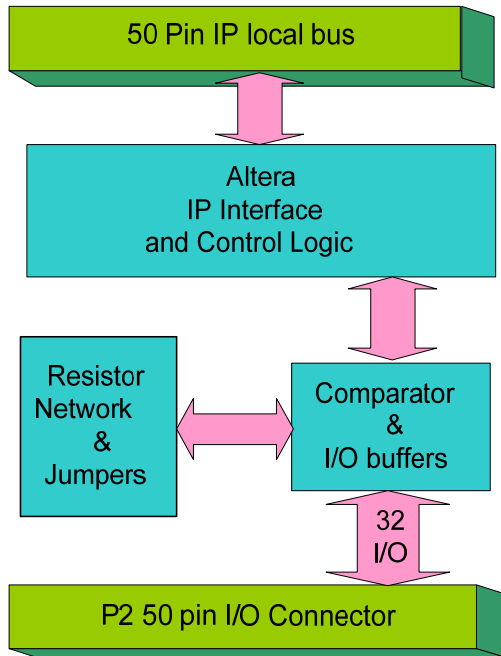 50 Pin IP local bus
Altera
IP Interface
and Control Logic
Resistor
Network
&
Jumpers
Comparator
&
I/O buffers
32
I/O
P2 50 pin I/O Connector